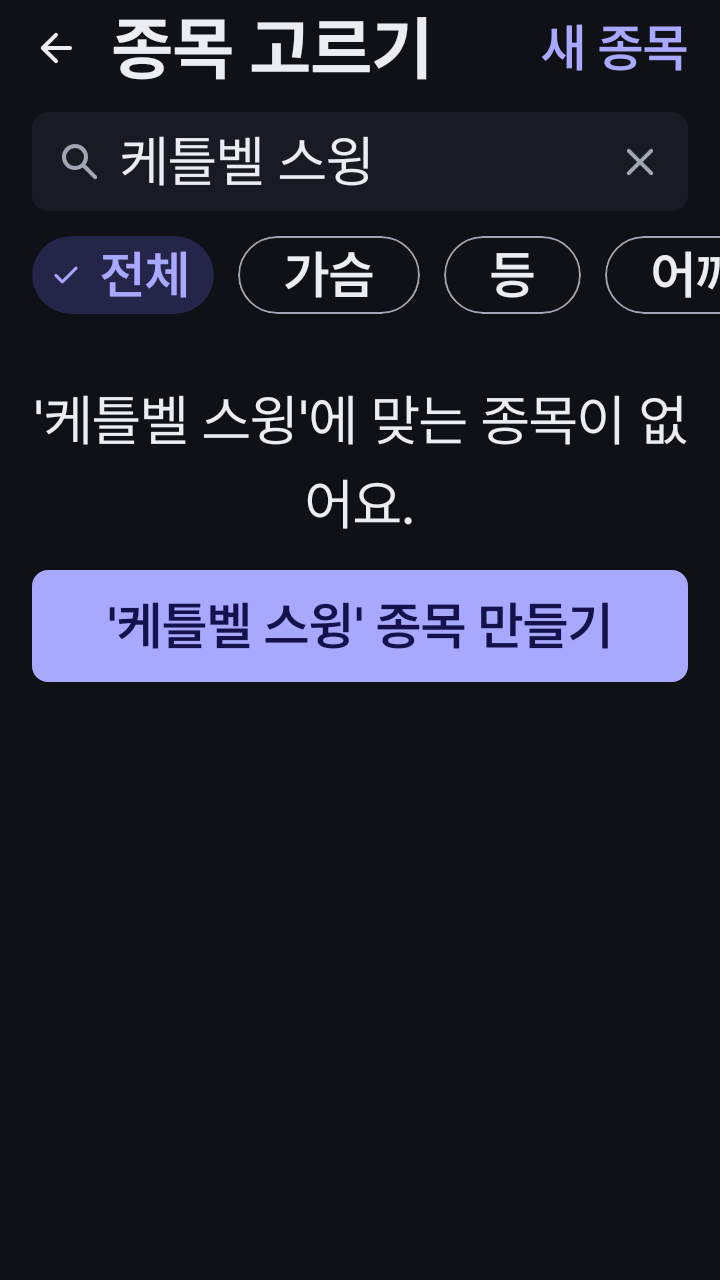 종목 고르기
새 종목
케틀벨 스윙
전체
가슴
등
'케틀벨 스윙'에 맞는 종목이 없
어요.
'케틀벨 스윙' 종목 만들기